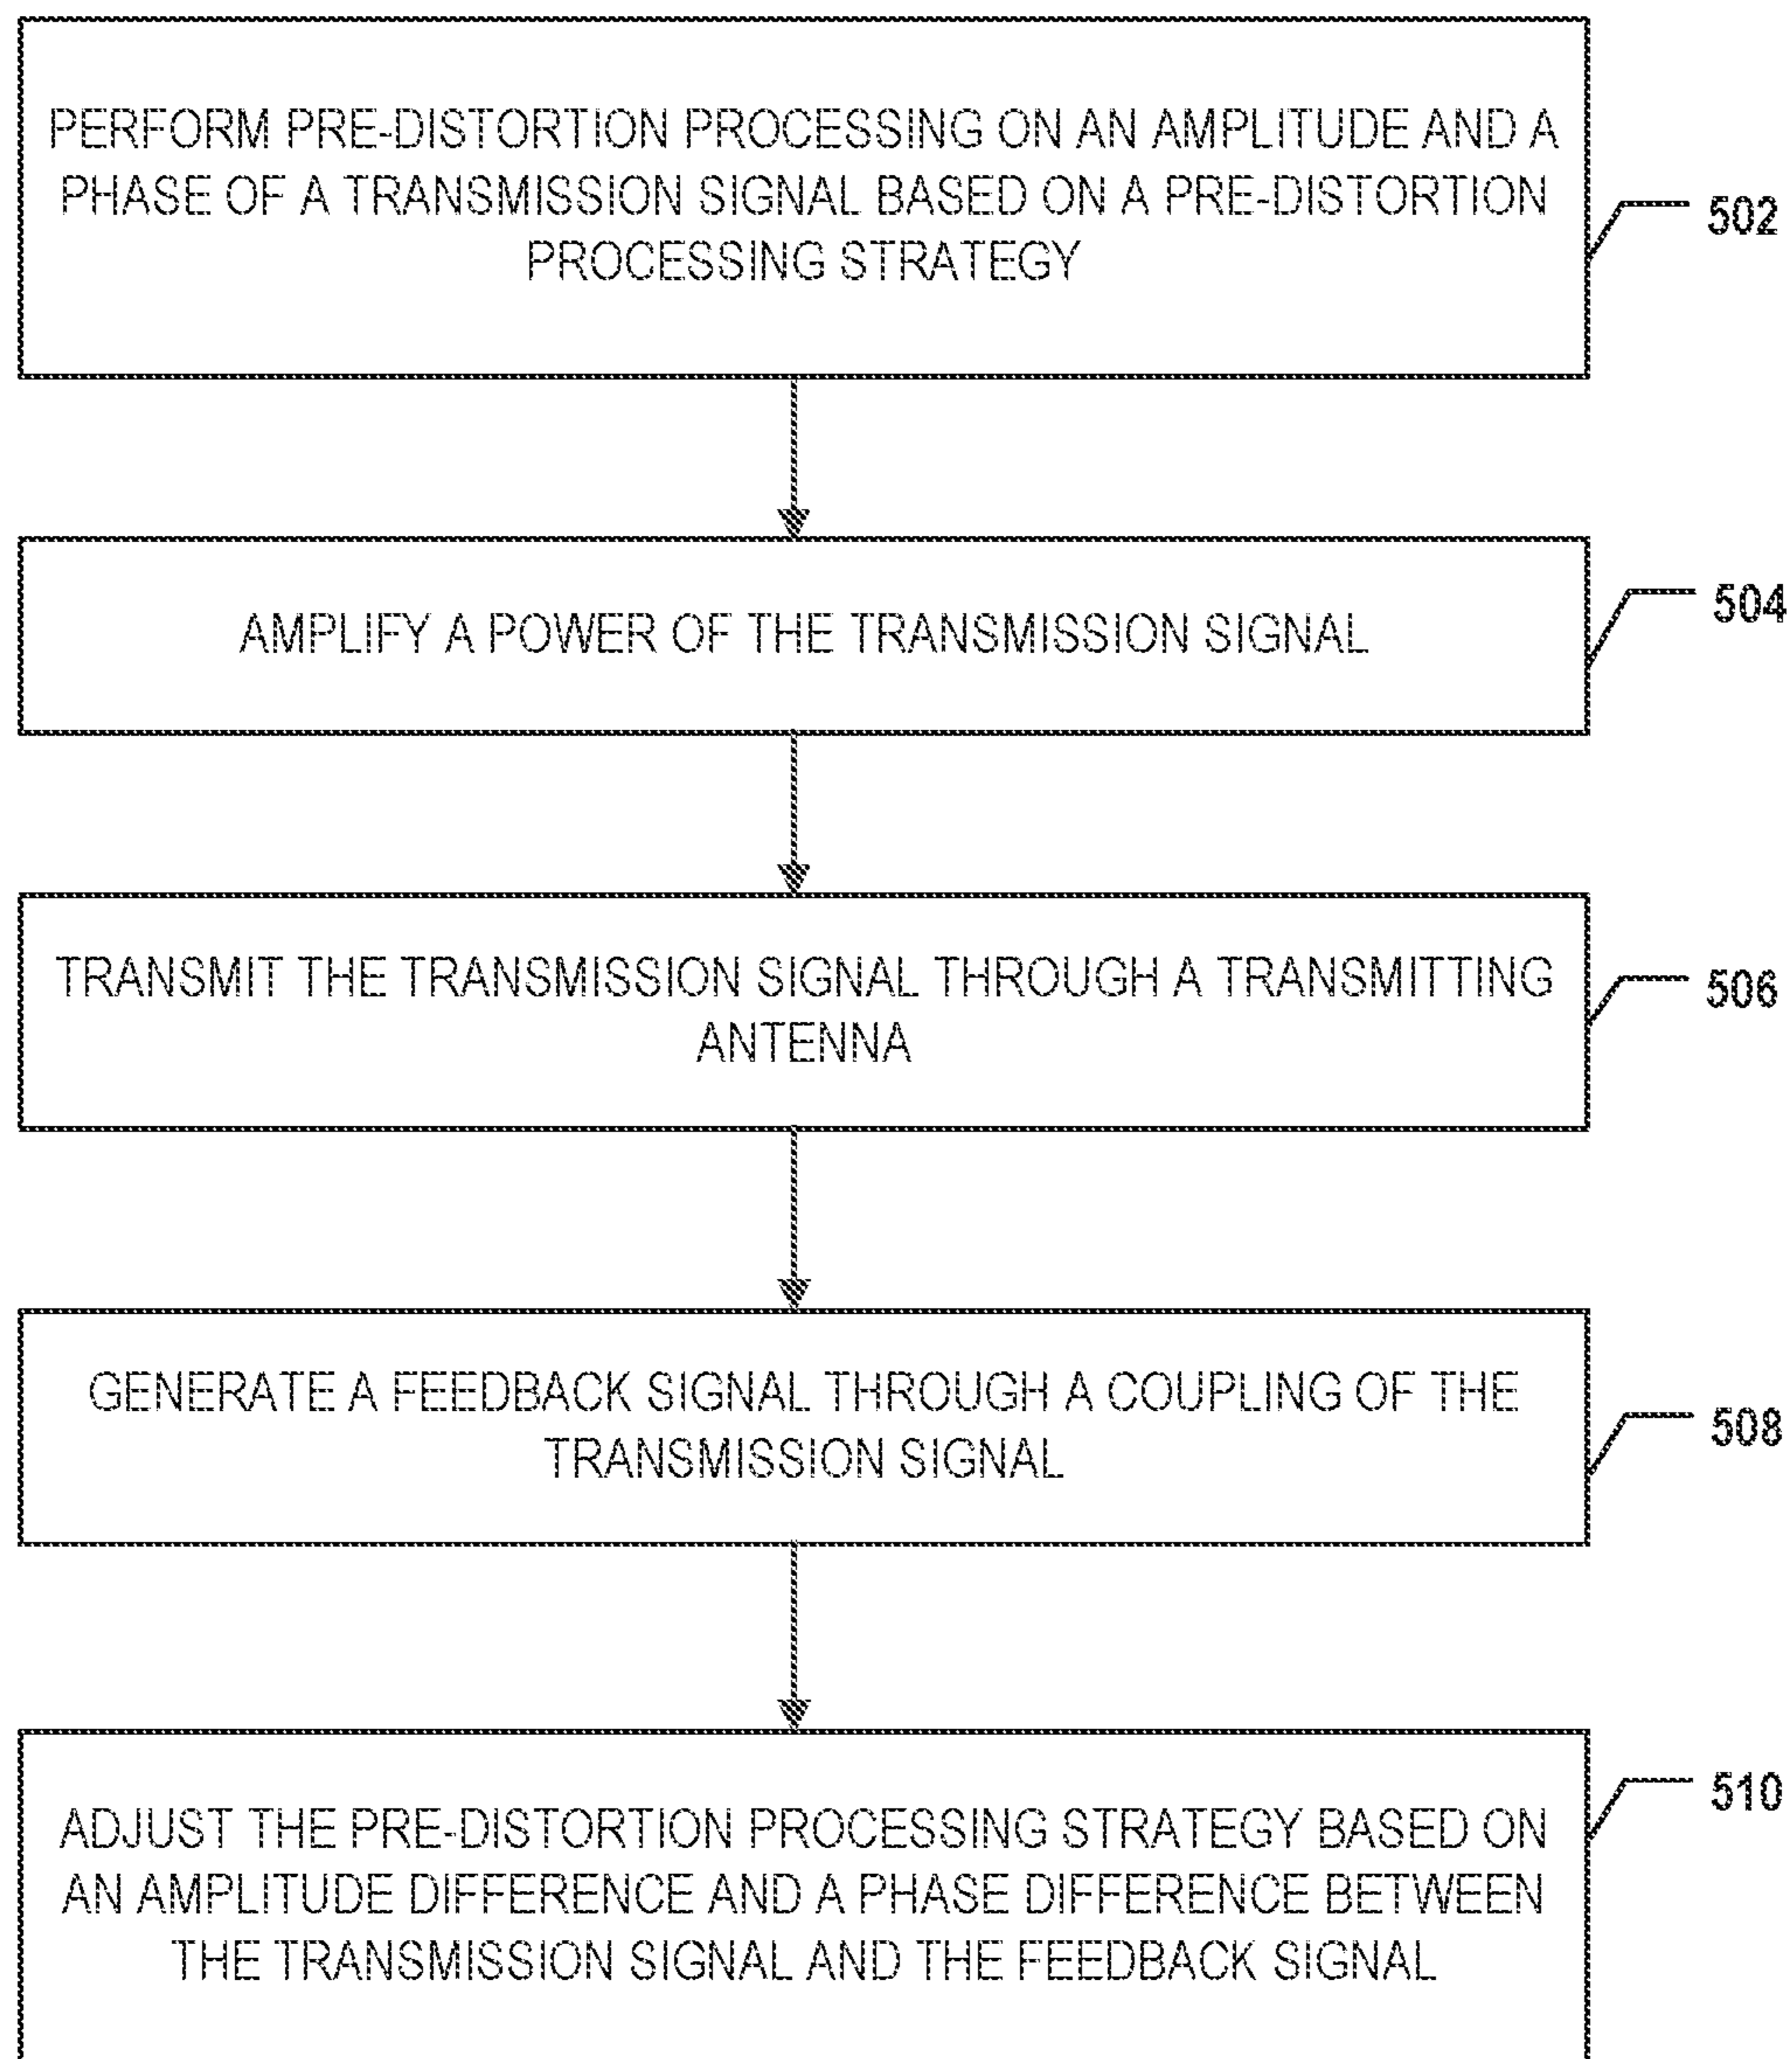 PERFORM PRE-DISTORTION PROCESSING ON AN AMPLITUDE AND A
PHASE OF A TRANSMISSION SIGNAL BASED ON A PRE-DISTORTION
PROCESSING STRATEGY
502
AMPLIFY A POWER OF THE TRANSMISSION SIGNAL
504
TRANSMIT THE TRANSMISSION SIGNAL THROUGH A TRANSMITTING
ANTENNA
506
GENERATE A FEEDBACK SIGNAL THROUGH A COUPLING OF THE
TRANSMISSION SIGNAL
508
ADJUST THE PRE-DISTORTION PROCESSING STRATEGY BASED ON
AN AMPLITUDE DIFFERENCE AND A PHASE DIFFERENCE BETWEEN
THE TRANSMISSION SIGNAL AND THE FEEDBACK SIGNAL
510